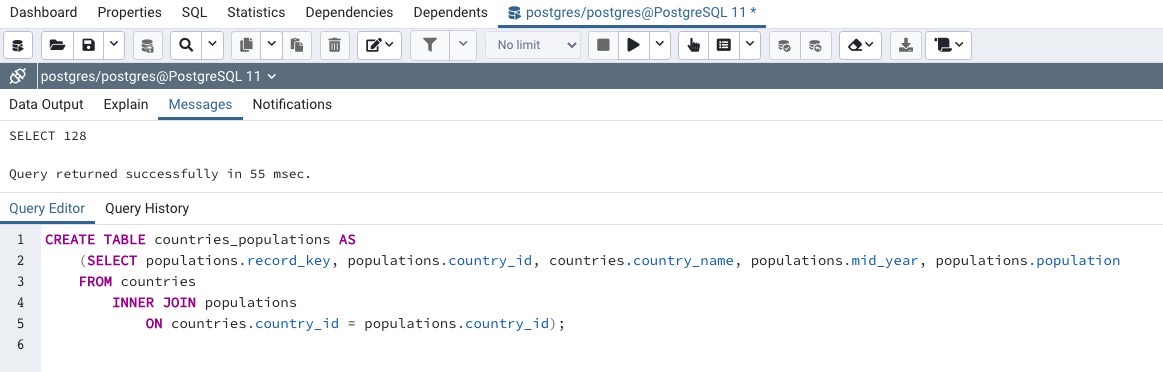 Dashboard Properties SQL Statistics Dependencies Dependents postgres/postgres@PostgreSQL 11 *
No limit
postgres/postgres@PostgreSQL 11
Data Output Explain Messages Notifications
SELECT 128
Query returned successfully in 55 msec.
Query Editor Query History
1 CREATE TABLE countries_populations AS
2 (SELECT populations.record_key, populations.country_id, countries.country_name, populations.mid_year, populations.population
3 FROM countries
4 INNER JOIN populations
5 ON countries.country_id = populations.country_id);
6